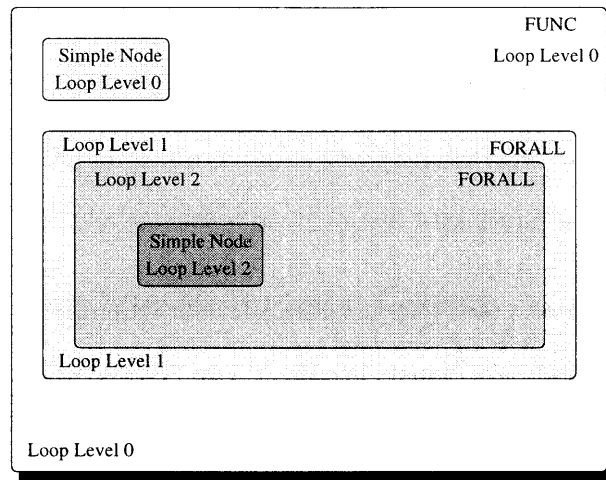 FUNC
Simple Node
Loop Level 0
Loop Level 0
Loop Level 1
FORALL
Loop Level 2
FORALL
Simple Node
Loop Level 2
Loop Level 1
Loop Level 0